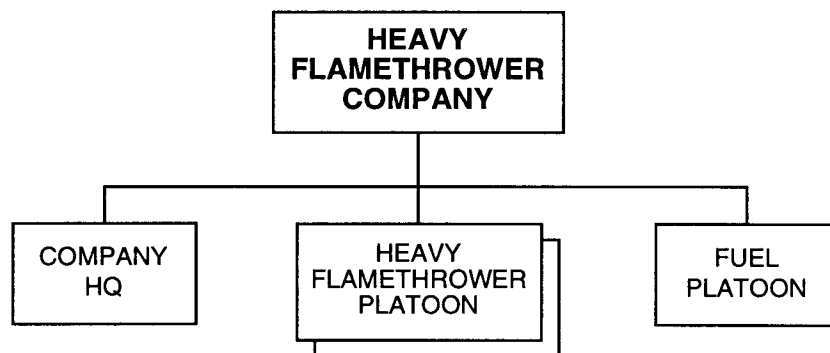 HEAVY
FLAMETHROWER
COMPANY
COMPANY
HQ
HEAVY
FLAMETHROWER
PLATOON
FUEL
PLATOON